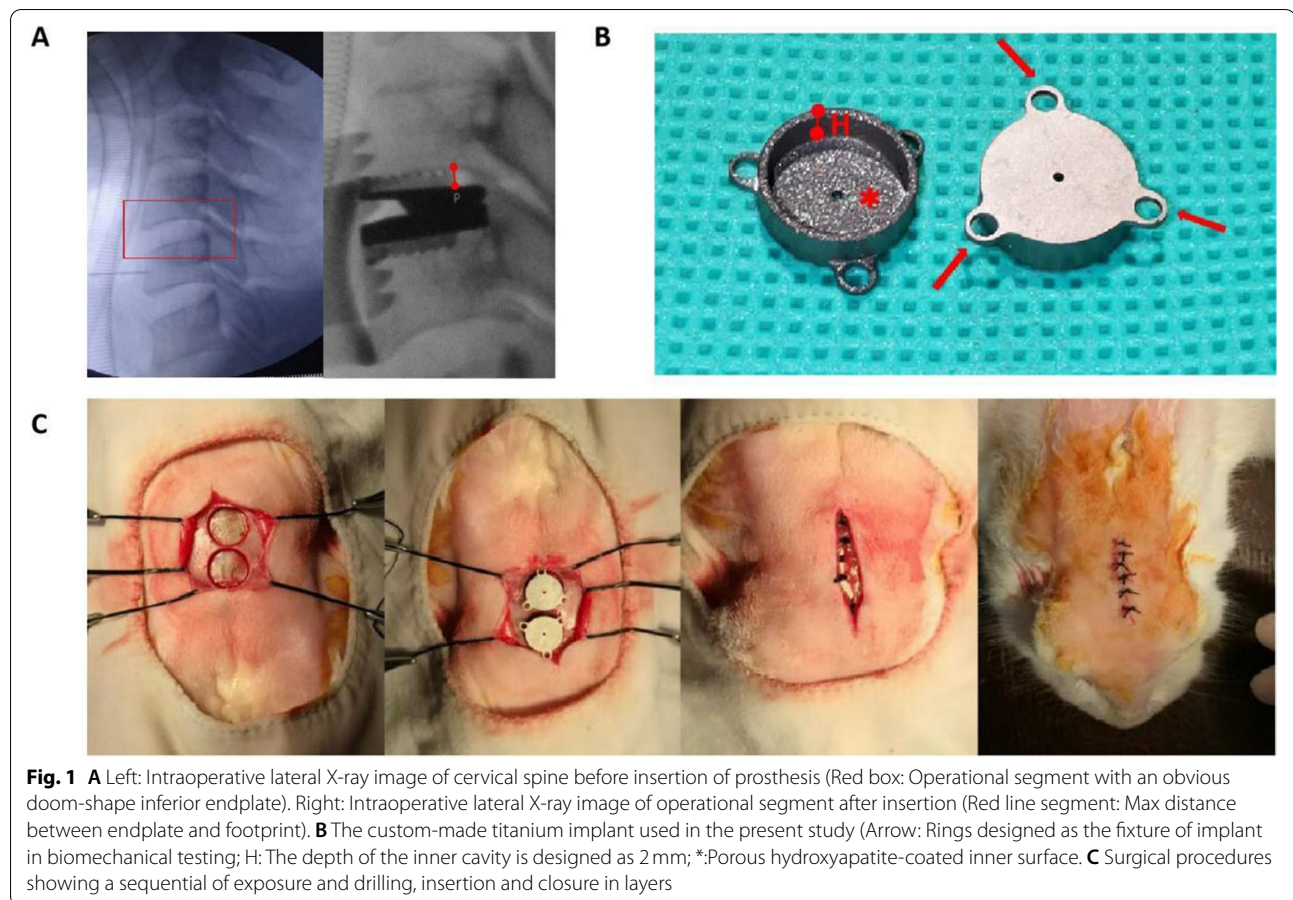 A
B
P
H
*
C
Fig. 1 A Left: Intraoperative lateral X-ray image of cervical spine before insertion of prosthesis (Red box: Operational segment with an obvious
doom-shape inferior endplate). Right: Intraoperative lateral X-ray image of operational segment after insertion (Red line segment: Max distance
between endplate and footprint). B The custom-made titanium implant used in the present study (Arrow: Rings designed as the fixture of implant
in biomechanical testing; H: The depth of the inner cavity is designed as 2 mm; *:Porous hydroxyapatite-coated inner surface. C Surgical procedures
showing a sequential of exposure and drilling, insertion and closure in layers